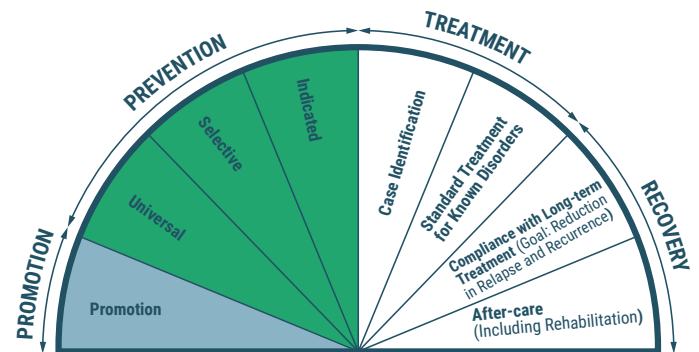 PROMOTION
PREVENTION
TREATMENT
RECOVERY
Promotion
Universal
Selective
Indicated
Case Identification
Standard Treatment
for Known Disorders
Compliance with Long-term
Treatment (Goal: Reduction
in Relapse and Recurrence)
After-care
(Including Rehabilitation)